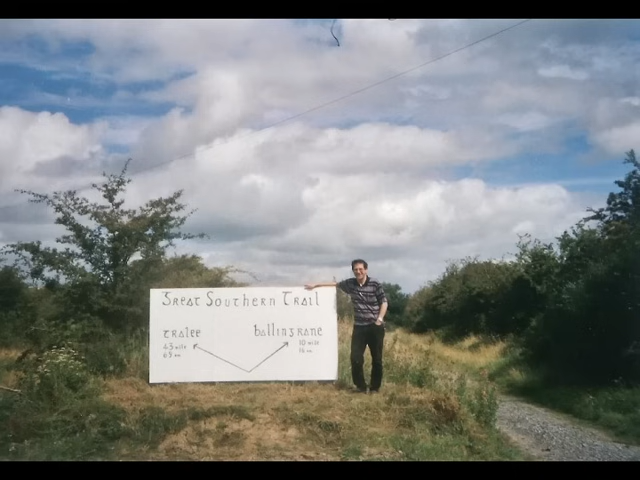 Great Southern Trail
Tralee Ballingrane
43 mile 10 mile
69 km 16 km